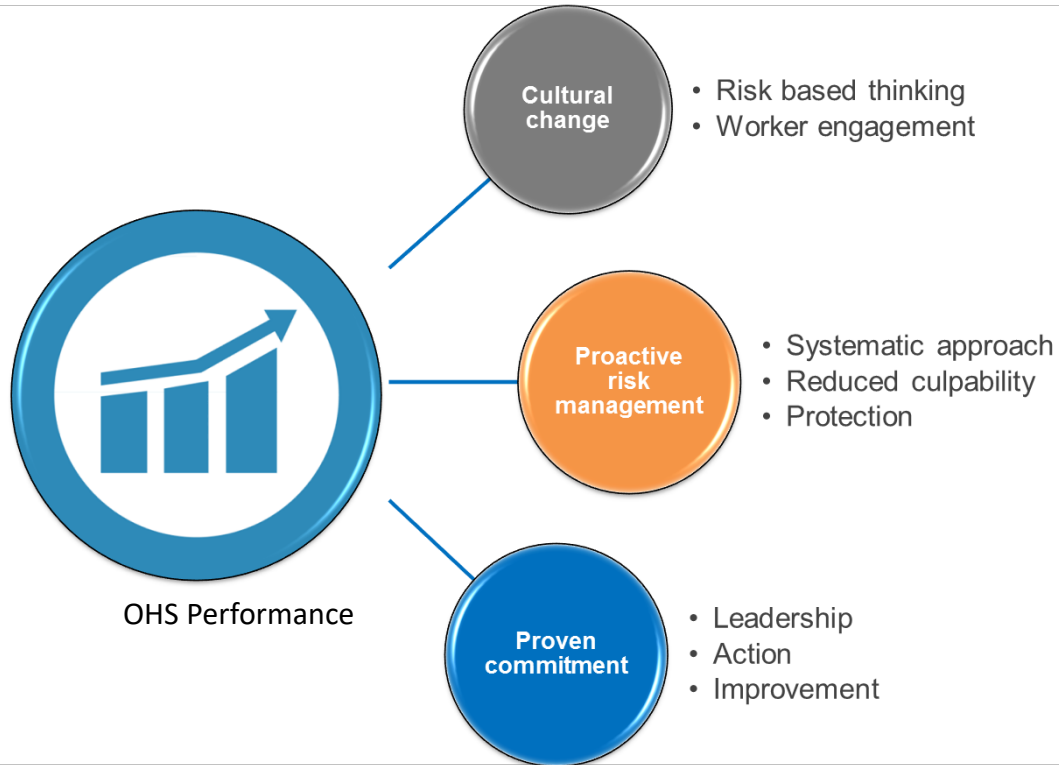 Cultural
change
• Risk based thinking
• Worker engagement
Proactive
risk
management
• Systematic approach
• Reduced culpability
• Protection
OHS Performance
Proven
commitment
• Leadership
• Action
• Improvement